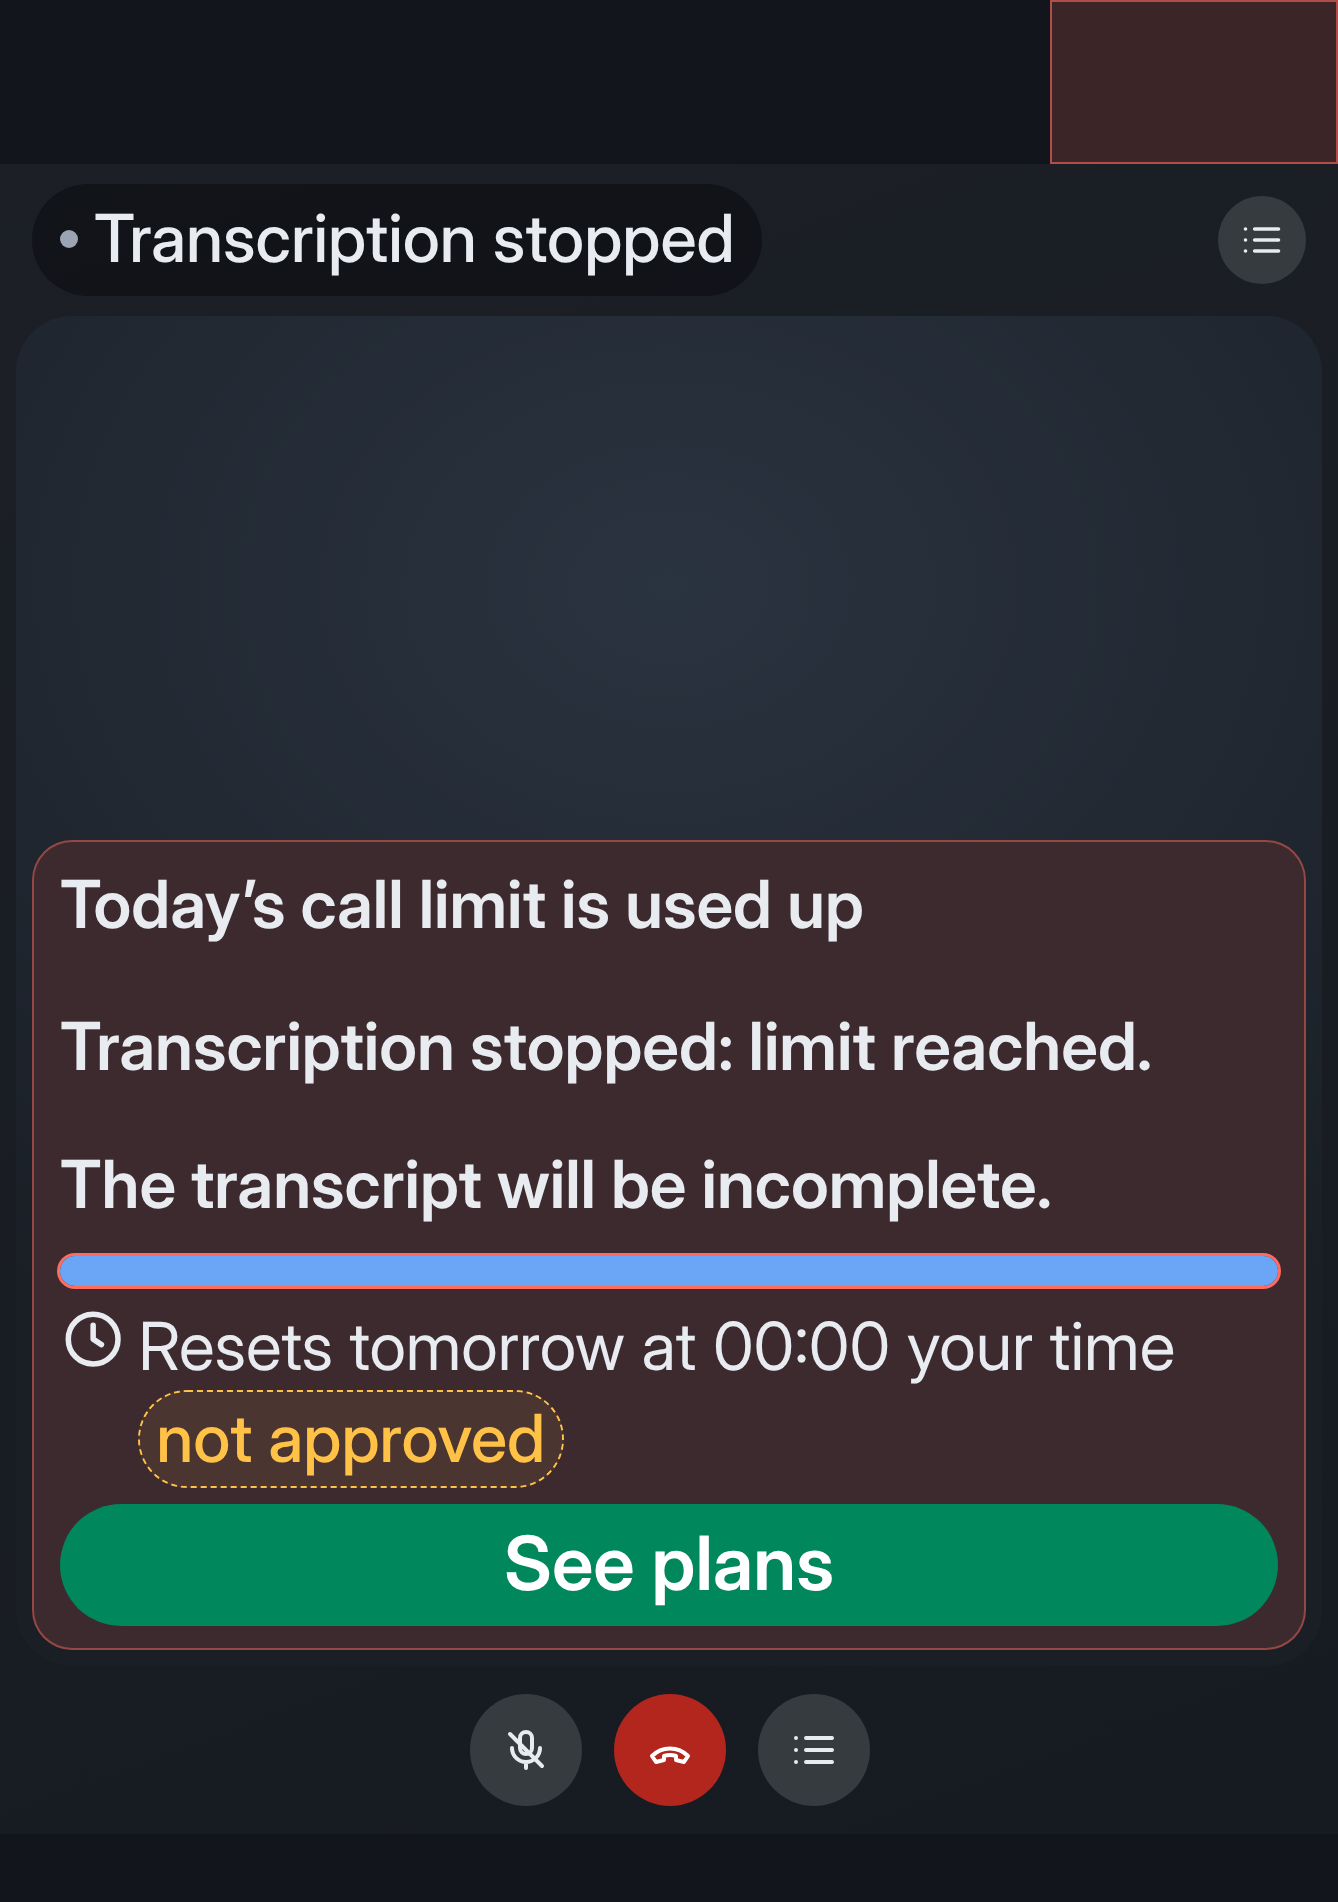 Transcription stopped
Today’s call limit is used up
Transcription stopped: limit reached.
The transcript will be incomplete.
Resets tomorrow at 00:00 your time
not approved
See plans